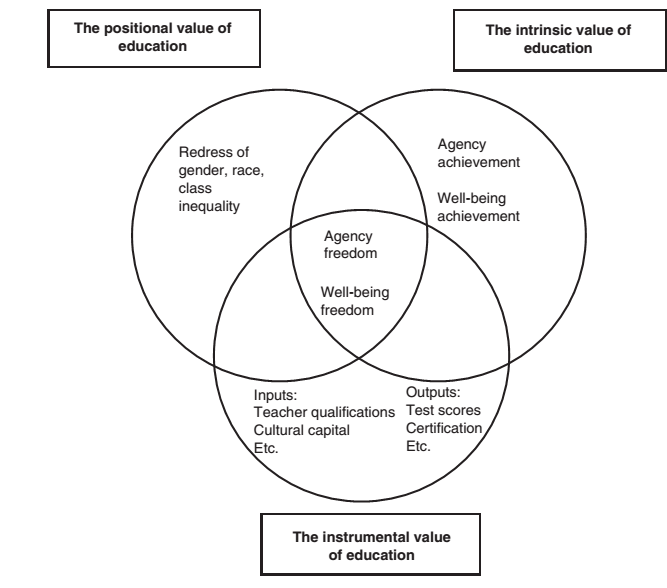 The positional value of
education
The intrinsic value of
education
Redress of
gender, race,
class
inequality
Agency
achievement
Well-being
achievement
Agency
freedom
Well-being
freedom
Inputs:
Teacher qualifications
Cultural capital
Etc.
Outputs:
Test scores
Certification
Etc.
The instrumental value
of education